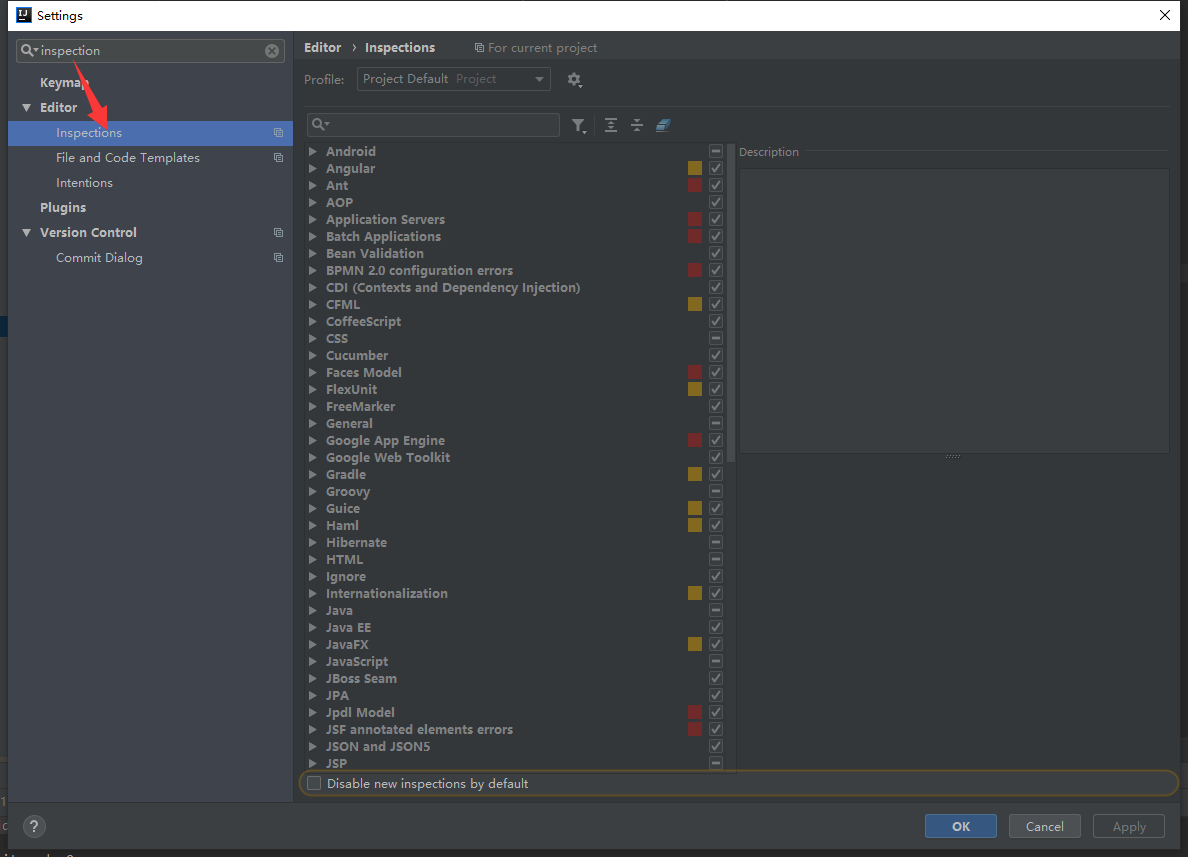 Settings
inspection
Keymap
Editor
Inspections
File and Code Templates
Intentions
Plugins
Version Control
Commit Dialog
Editor › Inspections For current project
Profile: Project Default Project
Description
Android
Angular
Ant
AOP
Application Servers
Batch Applications
Bean Validation
BPMN 2.0 configuration errors
CDI (Contexts and Dependency Injection)
CFML
CoffeeScript
CSS
Cucumber
Faces Model
FlexUnit
FreeMarker
General
Google App Engine
Google Web Toolkit
Gradle
Groovy
Guice
Haml
Hibernate
HTML
Ignore
Internationalization
Java
Java EE
JavaFX
JavaScript
JBoss Seam
JPA
Jpdl Model
JSF annotated elements errors
JSON and JSON5
JSP
Disable new inspections by default
?
OK Cancel Apply